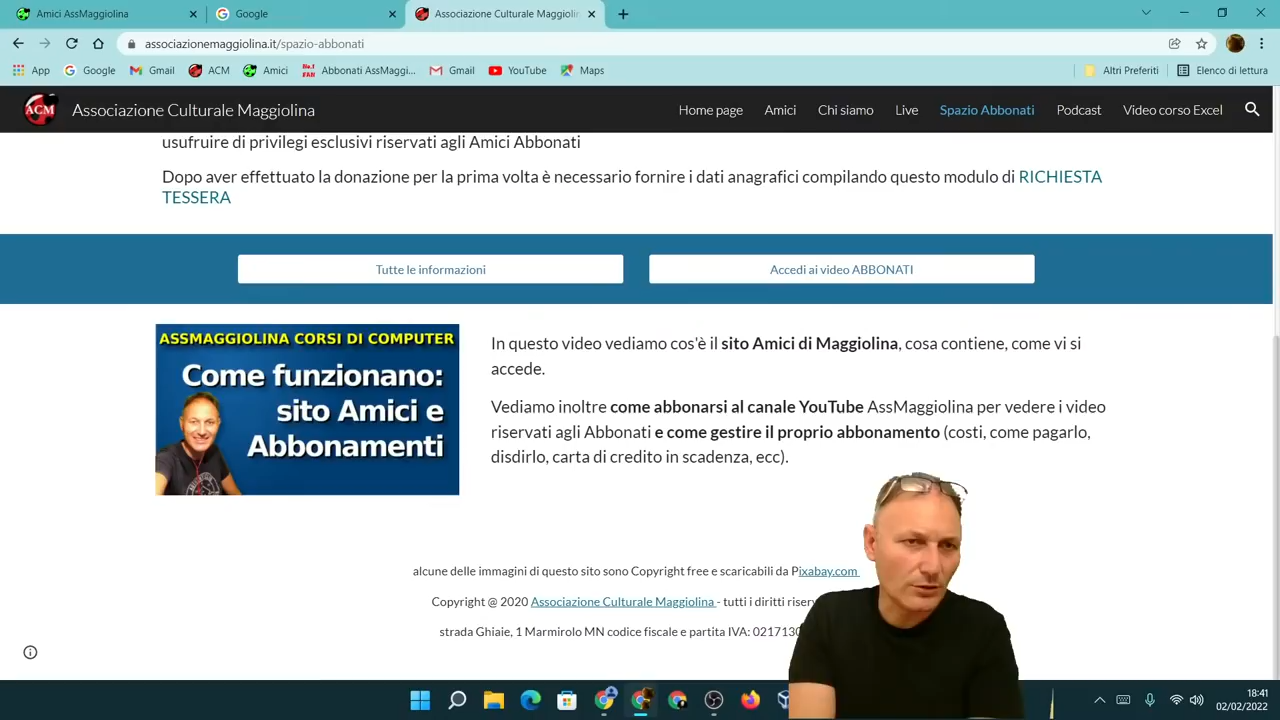 Amici AssMaggiolina
Google
Associazione Culturale Maggiolin
associazionemaggiolina.it/spazio-abbonati
App
Google
Gmail
ACM
Amici
Abbonati AssMaggi...
Gmail
YouTube
Maps
Altri Preferiti
Elenco di lettura
ACM
Associazione Culturale Maggiolina
Home page
Amici
Chi siamo
Live
Spazio Abbonati
Podcast
Video corso Excel
usufruire di privilegi esclusivi riservati agli Amici Abbonati
Dopo aver effettuato la donazione per la prima volta è necessario fornire i dati anagrafici compilando questo modulo di RICHIESTA
TESSERA
Tutte le informazioni
Accedi ai video ABBONATI
ASSMAGGIOLINA CORSI DI COMPUTER
Come funzionano:
sito Amici e
Abbonamenti
In questo video vediamo cos'è il sito Amici di Maggiolina, cosa contiene, come vi si
accede.
Vediamo inoltre come abbonarsi al canale YouTube AssMaggiolina per vedere i video
riservati agli Abbonati e come gestire il proprio abbonamento (costi, come pagarlo,
disdirlo, carta di credito in scadenza, ecc).
alcune delle immagini di questo sito sono Copyright free e scaricabili da Pixabay.com
Copyright @ 2020 Associazione Culturale Maggiolina - tutti i diritti riser
strada Ghiaie, 1 Marmirolo MN codice fiscale e partita IVA: 0217130
18:41
02/02/2022